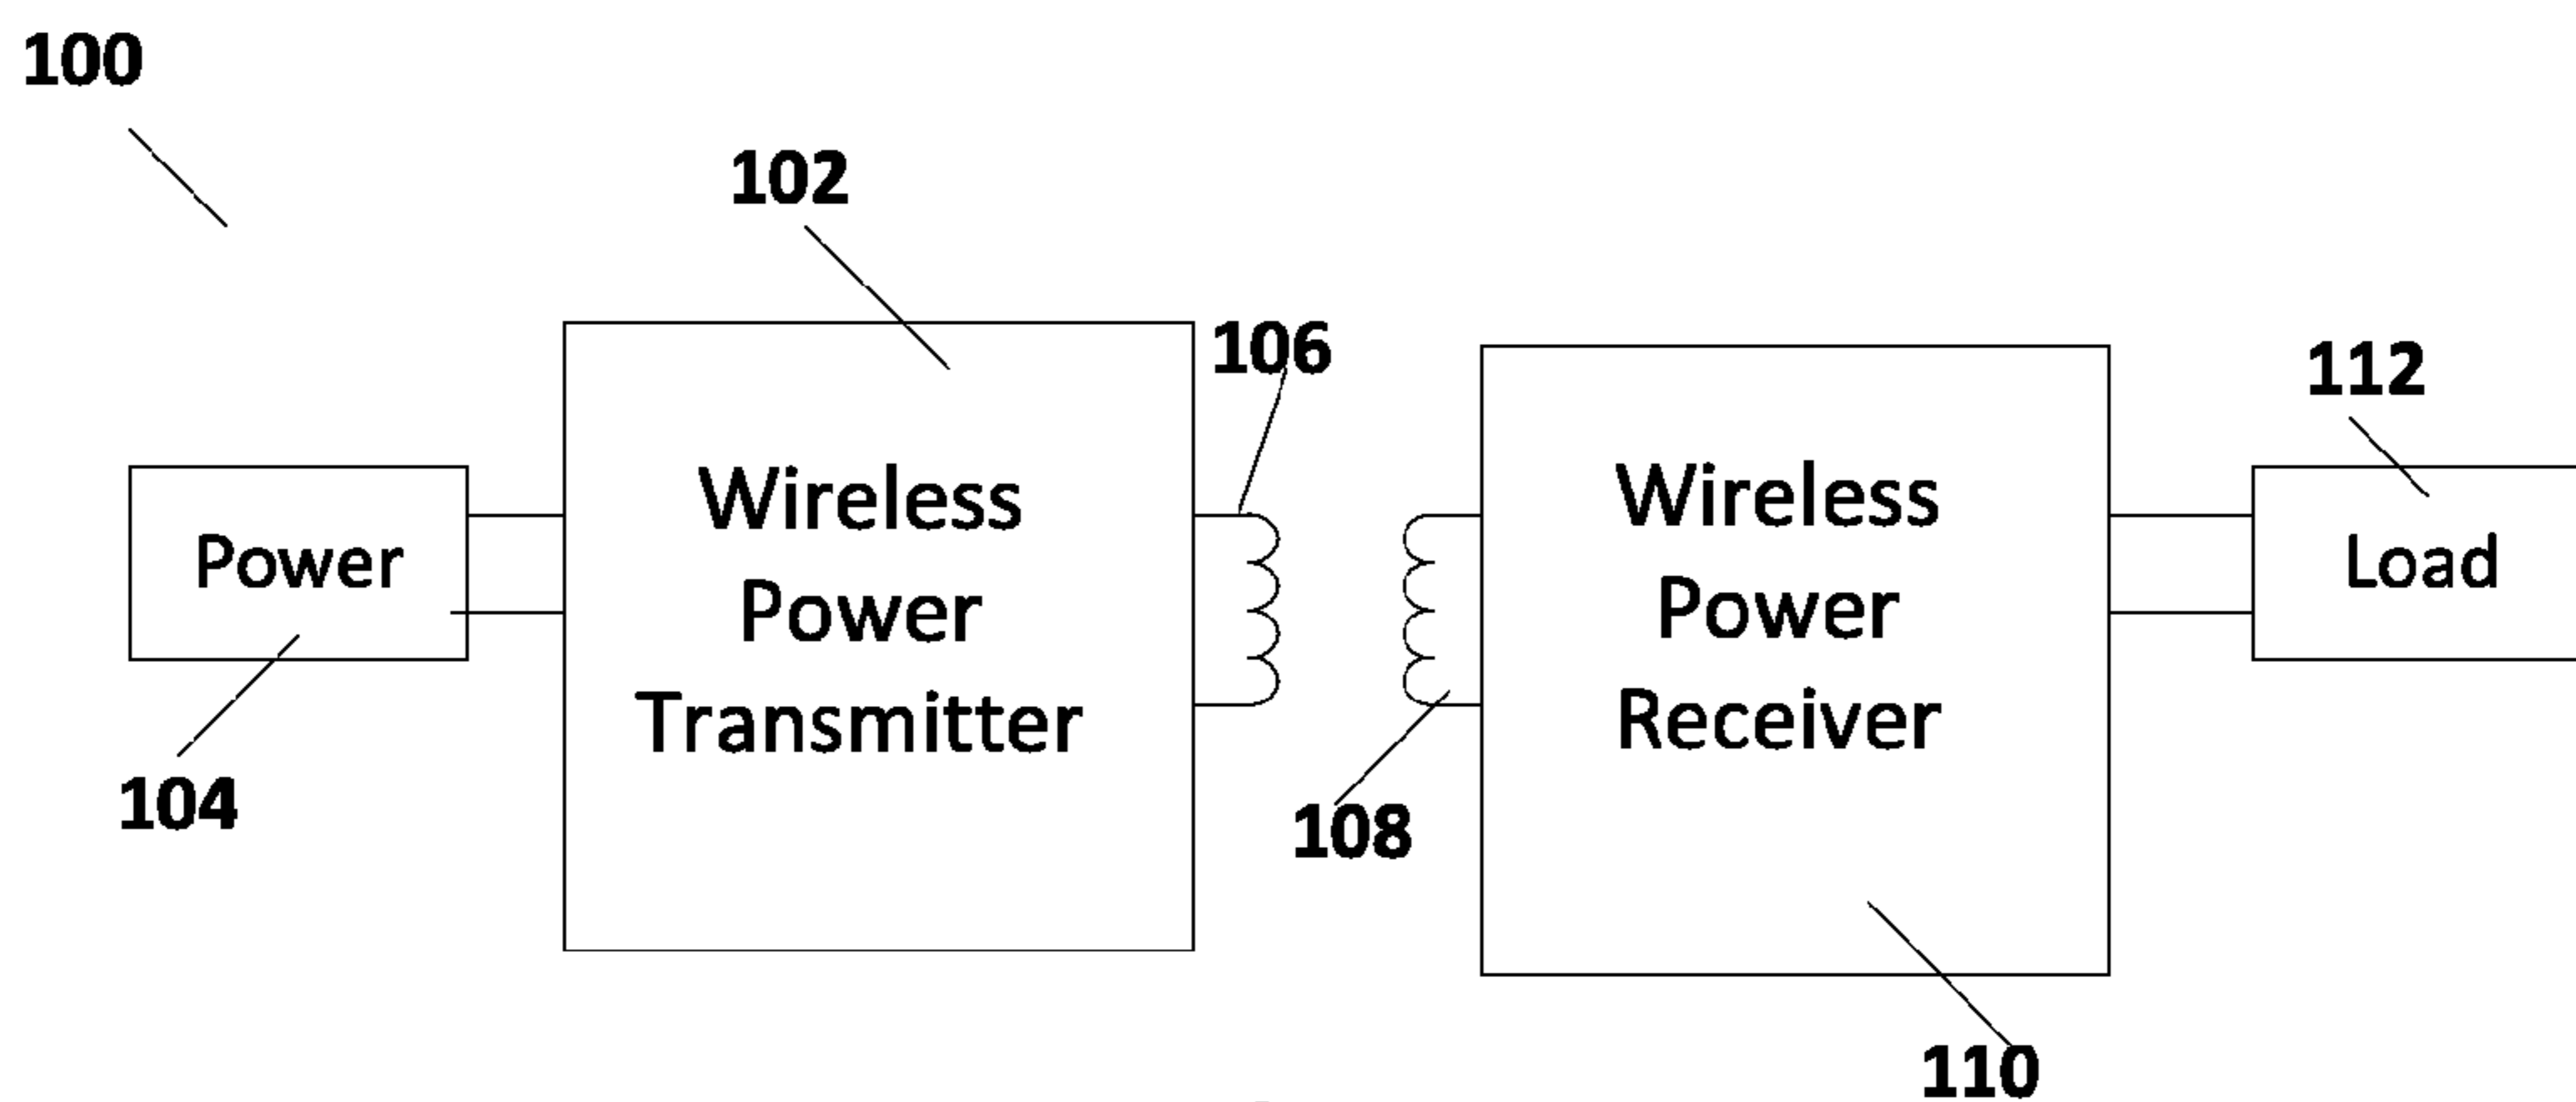 100
102
106
112
Power
Wireless
Power
Transmitter
Wireless
Power
Receiver
Load
104
108
110